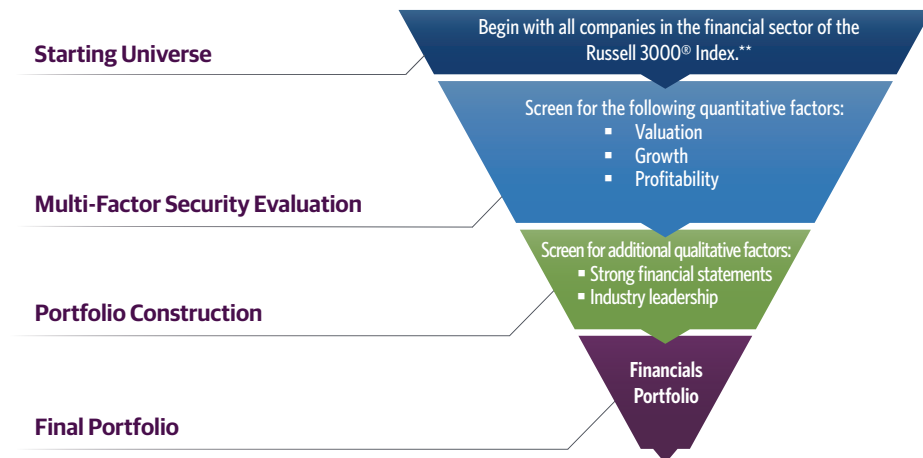 Starting Universe
Begin with all companies in the financial sector of the
Russell 3000® Index.**
Multi-Factor Security Evaluation
Screen for the following quantitative factors:
▪ Valuation
▪ Growth
▪ Profitability
Portfolio Construction
Screen for additional qualitative factors:
▪ Strong financial statements
▪ Industry leadership
Final Portfolio
Financials
Portfolio